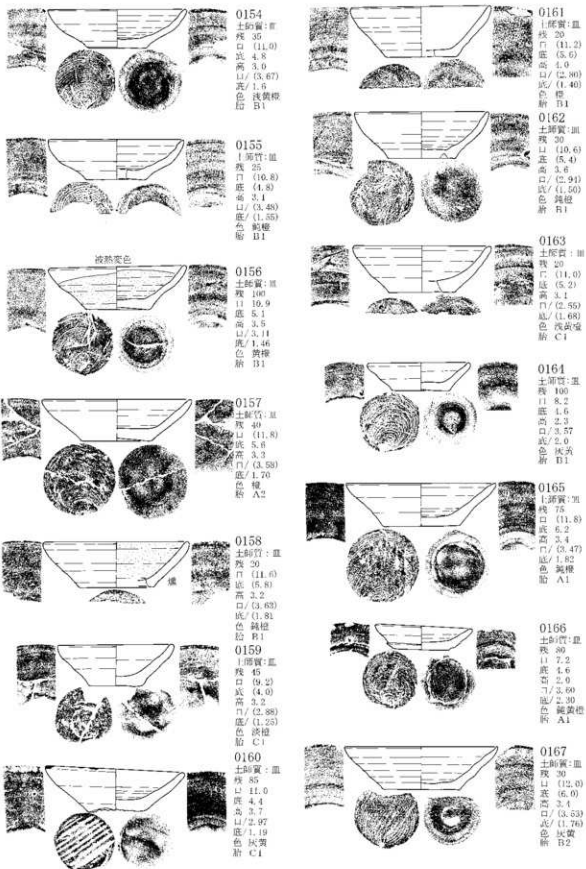 0154
土師質:皿
残 35
口 (11.0)
底 4.8
高 3.0
口/ (3.67)
底/ 1.6
色 浅黄橙
胎 B1
0155
土師質:皿
残 25
口 (10.8)
底 (4.8)
高 3.1
口/ (3.48)
底/ (1.55)
色 鈍橙
胎 B1
被熱変色
0156
土師質:皿
残 100
口 10.9
底 5.1
高 3.5
口/ 3.11
底/ 1.46
色 黄橙
胎 B1
0157
土師質:皿
残 40
口 (11.8)
底 5.6
高 3.3
口/ (3.58)
底/ 1.70
色 橙
胎 A2
0158
土師質:皿
残 20
口 (11.6)
底 (5.8)
高 3.2
口/ (3.63)
底/ (1.81
色 鈍橙
胎 B1
0159
土師質:皿
残 45
口 (9.2)
底 (4.0)
高 3.2
口/ (2.88)
底/ (1.25)
色 淡橙
胎 C1
0160
土師質:皿
残 85
口 11.0
底 4.4
高 3.7
口/ 2.97
底/ 1.19
色 灰黄
胎 C1
0161
土師質:皿
残 20
口 (11.2)
底 (5.6)
高 4.0
口/ (2.80)
底/ (1.40)
色 橙
胎 B1
0162
土師質:皿
残 30
口 (10.6)
底 (5.4)
高 3.6
口/ (2.94)
底/ (1.50)
色 鈍橙
胎 B1
0163
土師質:皿
残 20
口 (11.0)
底 (5.2)
高 3.1
口/ (2.55)
底/ (1.68)
色 浅黄橙
胎 C1
0164
土師質:皿
残 100
口 8.2
底 4.6
高 2.3
口/ 3.57
底/ 2.0
色 灰黄
胎 B1
0165
土師質:皿
残 75
口 (11.8)
底 6.2
高 3.4
口/ (3.47)
底/ 1.82
色 鈍橙
胎 A1
0166
土師質:皿
残 80
口 7.2
底 4.6
高 2.0
口/ 3.60
底/ 2.30
色 鈍黄橙
胎 A1
0167
土師質:皿
残 30
口 (12.0)
底 (6.0)
高 3.4
口/ (3.53)
底/ (1.76)
色 灰黄
胎 B2